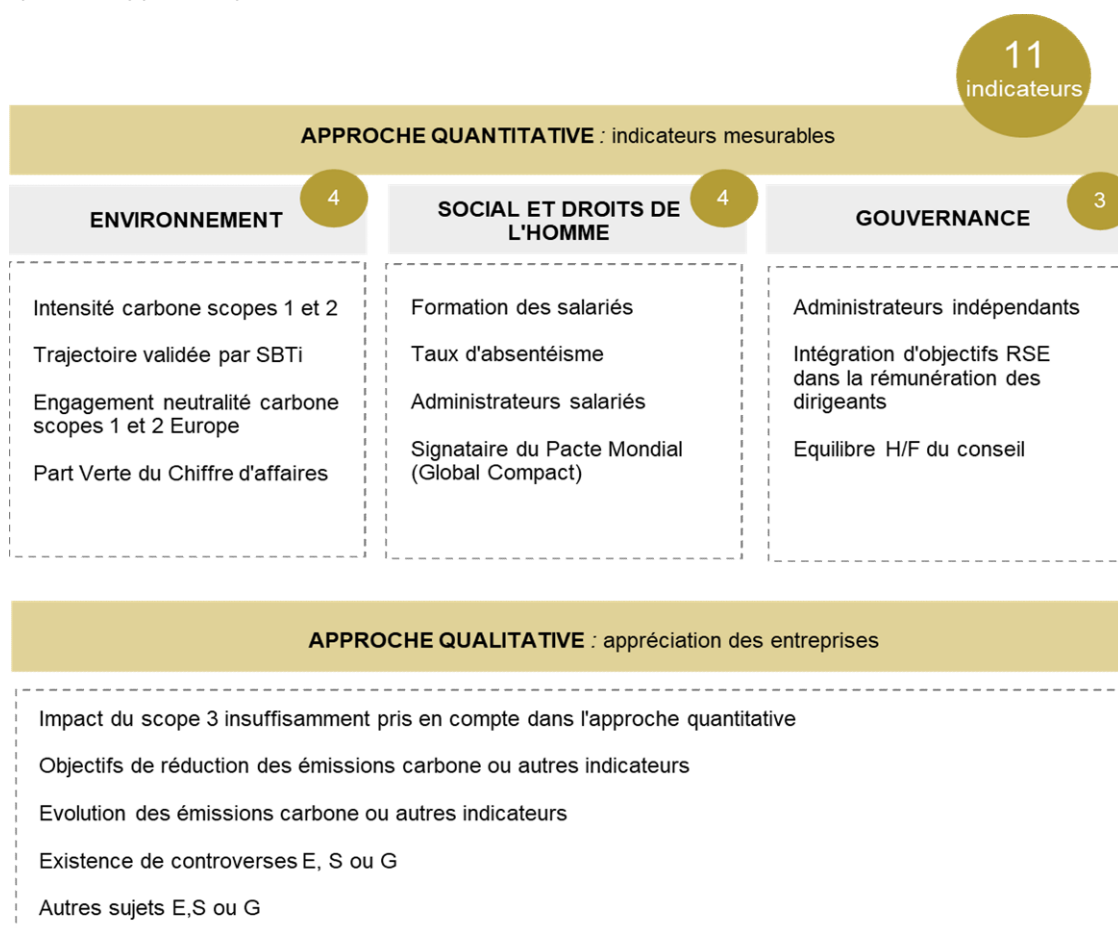 11
indicateurs
APPROCHE QUANTITATIVE : indicateurs mesurables
ENVIRONNEMENT
4
Intensité carbone scopes 1 et 2
Trajectoire validée par SBTi
Engagement neutralité carbone
scopes 1 et 2 Europe
Part Verte du Chiffre d'affaires
SOCIAL ET DROITS DE
L'HOMME
4
Formation des salariés
Taux d'absentéisme
Administrateurs salariés
Signataire du Pacte Mondial
(Global Compact)
GOUVERNANCE
3
Administrateurs indépendants
Intégration d'objectifs RSE
dans la rémunération des
dirigeants
Equilibre H/F du conseil
APPROCHE QUALITATIVE : appréciation des entreprises
Impact du scope 3 insuffisamment pris en compte dans l'approche quantitative
Objectifs de réduction des émissions carbone ou autres indicateurs
Evolution des émissions carbone ou autres indicateurs
Existence de controverses E, S ou G
Autres sujets E,S ou G